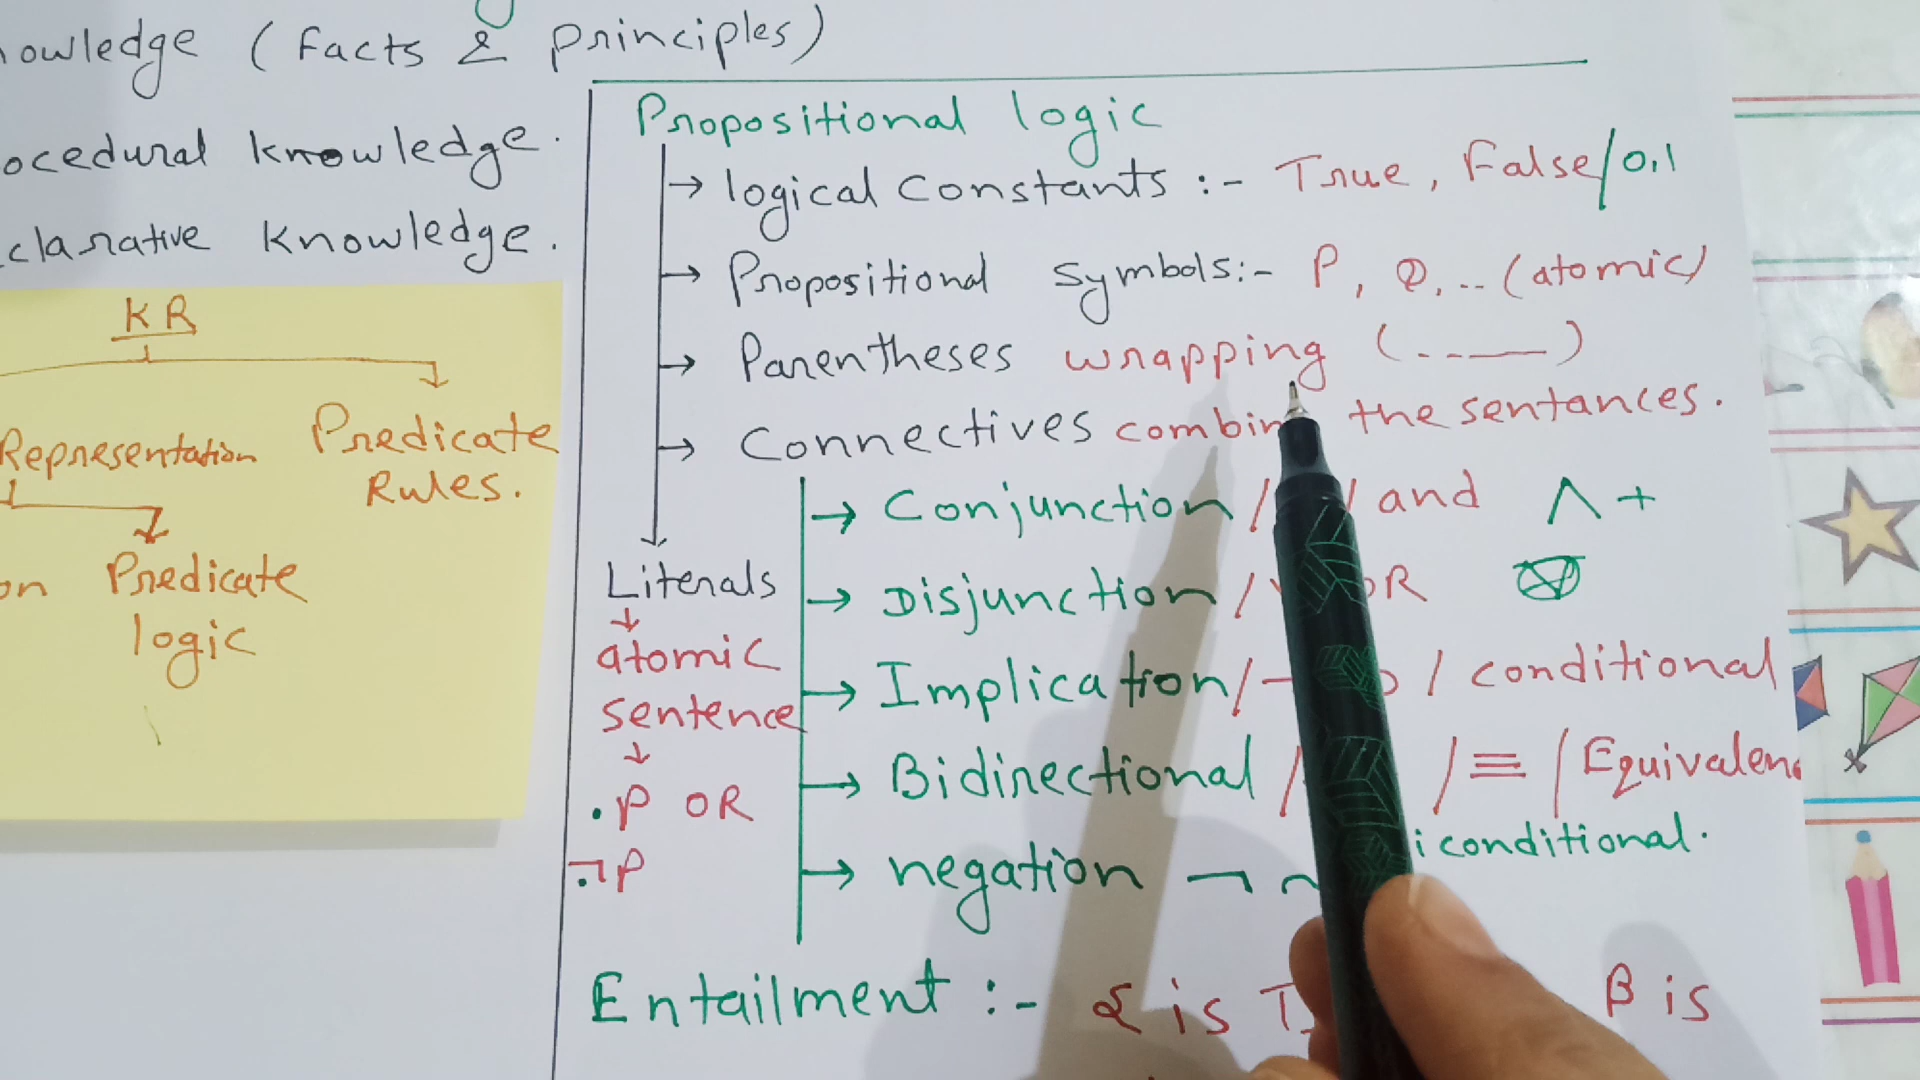 owledge (Facts & Principles)
ocedural knowledge.
clarative knowledge.
KR
Representation
Predicate Rules.
on Predicate logic
Propositional logic
→ logical constants :- True, False/0,1
→ Propositional symbols:- P, Q, .. (atomic)
→ Parentheses wrapping (..__)
→ Connectives combin the sentances.
→ Conjunction / and ∧ +
→ Disjunction / OR
→ Implication / / conditional
→ Bidirectional / / ≡ / Equivalen
iconditional.
→ negation ¬ ~
Literals
↓
atomic
sentence
↓
.P OR
.¬P
Entailment :- is β is